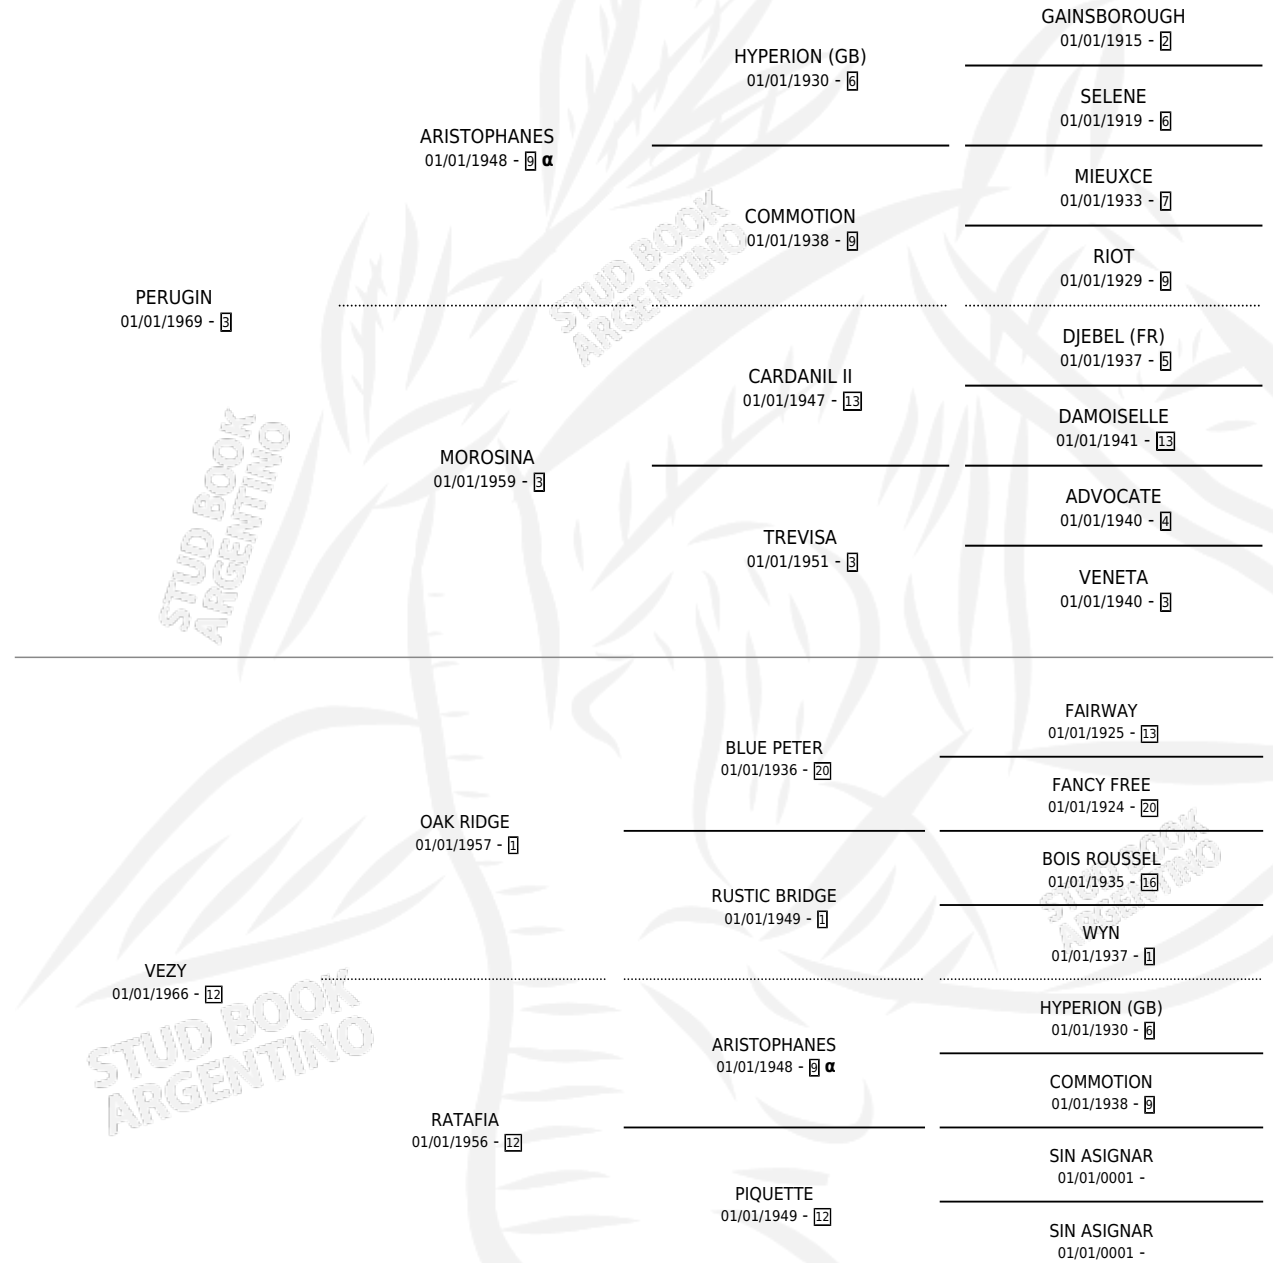 GAINSBOROUGH
01/01/1915 - 2
HYPERION (GB)
01/01/1930 - 6
SELENE
01/01/1919 - 6
ARISTOPHANES
01/01/1948 - 9 α
MIEUXCE
01/01/1933 - 7
COMMOTION
01/01/1938 - 9
RIOT
01/01/1929 - 9
PERUGIN
01/01/1969 - 3
DJEBEL (FR)
01/01/1937 - 5
CARDANIL II
01/01/1947 - 13
DAMOISELLE
01/01/1941 - 13
MOROSINA
01/01/1959 - 3
ADVOCATE
01/01/1940 - 4
TREVISA
01/01/1951 - 3
VENETA
01/01/1940 - 3
STUD BOOK
ARGENTINO
STUD BOOK
ARGENTINO
FAIRWAY
01/01/1925 - 13
BLUE PETER
01/01/1936 - 20
FANCY FREE
01/01/1924 - 20
OAK RIDGE
01/01/1957 - 1
BOIS ROUSSEL
01/01/1935 - 16
RUSTIC BRIDGE
01/01/1949 - 1
WYN
01/01/1937 - 1
VEZY
01/01/1966 - 12
HYPERION (GB)
01/01/1930 - 6
ARISTOPHANES
01/01/1948 - 9 α
COMMOTION
01/01/1938 - 9
RATAFIA
01/01/1956 - 12
SIN ASIGNAR
01/01/0001 -
PIQUETTE
01/01/1949 - 12
SIN ASIGNAR
01/01/0001 -
STUD BOOK
ARGENTINO
STUD BOOK
ARGENTINO